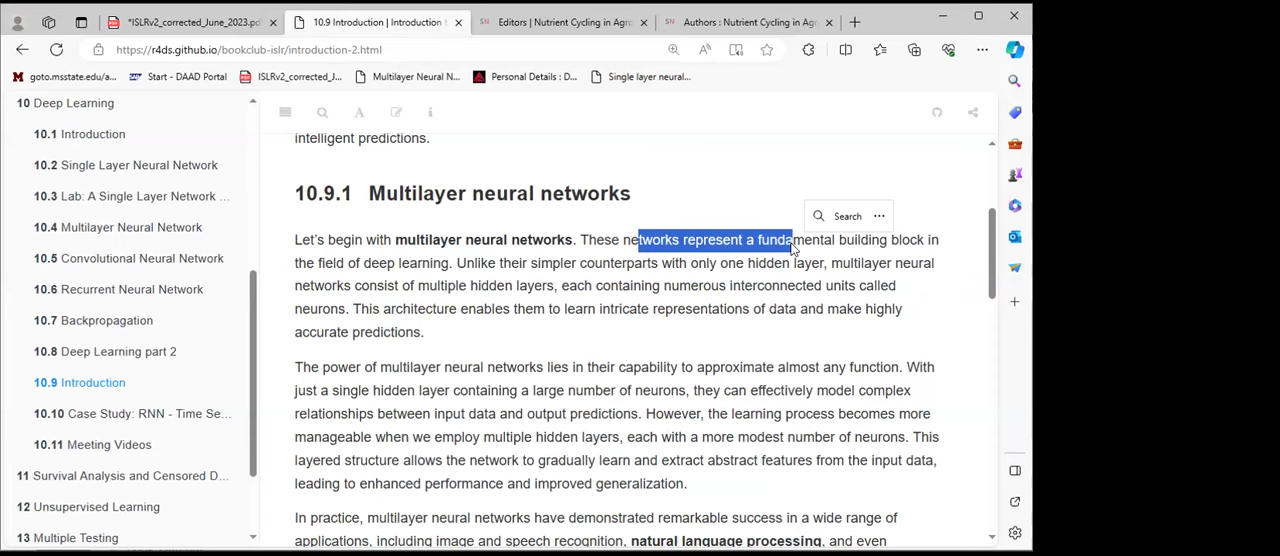 *ISLRv2_corrected_June_2023.pd
10.9 Introduction | Introduction t
SN Editors | Nutrient Cycling in Agro
SN Authors : Nutrient Cycling in Agro
https://r4ds.github.io/bookclub-islr/introduction-2.html
goto.msstate.edu/a...
Start - DAAD Portal
ISLRv2_corrected_J...
Multilayer Neural N...
Personal Details : D...
Single layer neural...
10 Deep Learning
10.1 Introduction
10.2 Single Layer Neural Network
10.3 Lab: A Single Layer Network ...
10.4 Multilayer Neural Network
10.5 Convolutional Neural Network
10.6 Recurrent Neural Network
10.7 Backpropagation
10.8 Deep Learning part 2
10.9 Introduction
10.10 Case Study: RNN - Time Se...
10.11 Meeting Videos
11 Survival Analysis and Censored D...
12 Unsupervised Learning
13 Multiple Testing
intelligent predictions.
10.9.1 Multilayer neural networks
Search
Let's begin with multilayer neural networks. These networks represent a fundamental building block in
the field of deep learning. Unlike their simpler counterparts with only one hidden layer, multilayer neural
networks consist of multiple hidden layers, each containing numerous interconnected units called
neurons. This architecture enables them to learn intricate representations of data and make highly
accurate predictions.
The power of multilayer neural networks lies in their capability to approximate almost any function. With
just a single hidden layer containing a large number of neurons, they can effectively model complex
relationships between input data and output predictions. However, the learning process becomes more
manageable when we employ multiple hidden layers, each with a more modest number of neurons. This
layered structure allows the network to gradually learn and extract abstract features from the input data,
leading to enhanced performance and improved generalization.
In practice, multilayer neural networks have demonstrated remarkable success in a wide range of
applications, including image and speech recognition, natural language processing, and even